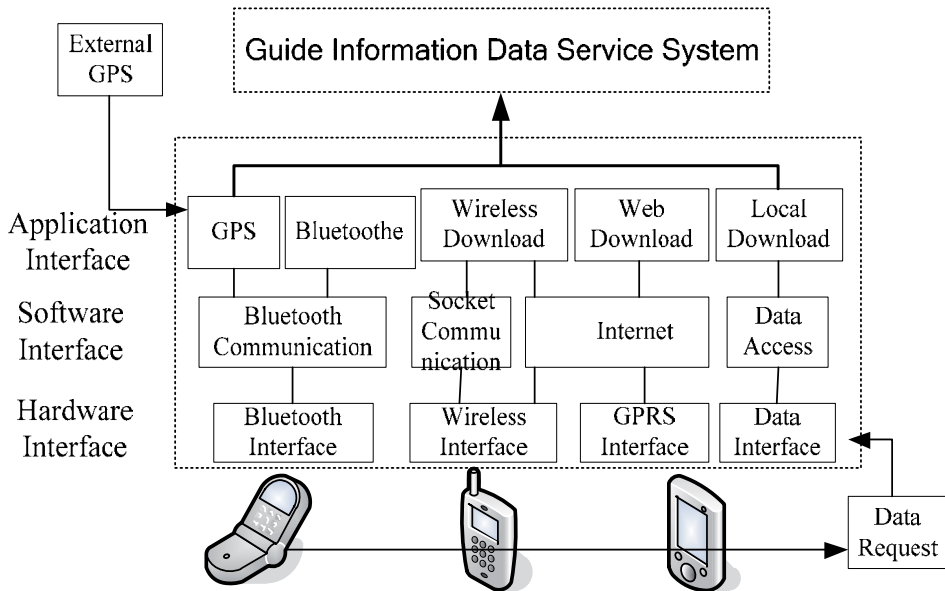 External
GPS
Guide Information Data Service System
Application
Interface
GPS
Bluetoothe
Wireless
Download
Web
Download
Local
Download
Software
Interface
Bluetooth
Communication
Socket
Commu
nication
Internet
Data
Access
Hardware
Interface
Bluetooth
Interface
Wireless
Interface
GPRS
Interface
Data
Interface
Data
Request